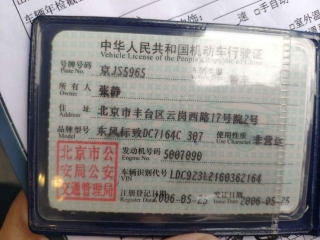 中华人民共和国机动车行驶证
Vehicle License of the People's Republic of China
号牌号码 京JS5965
Plate No.
所有人 张静
Owner
住址 北京市丰台区云岗西路17号院2号
Address
品牌型号 东风标致DC7164C 307 使用性质 非营运
Model
北京市公安局公安交通管理局
发动机号码 5007090
Engine No.
车辆识别代号 LDC923L2160362164
VIN
注册登记日期 2006-05-25 发证日期 2006-05-25